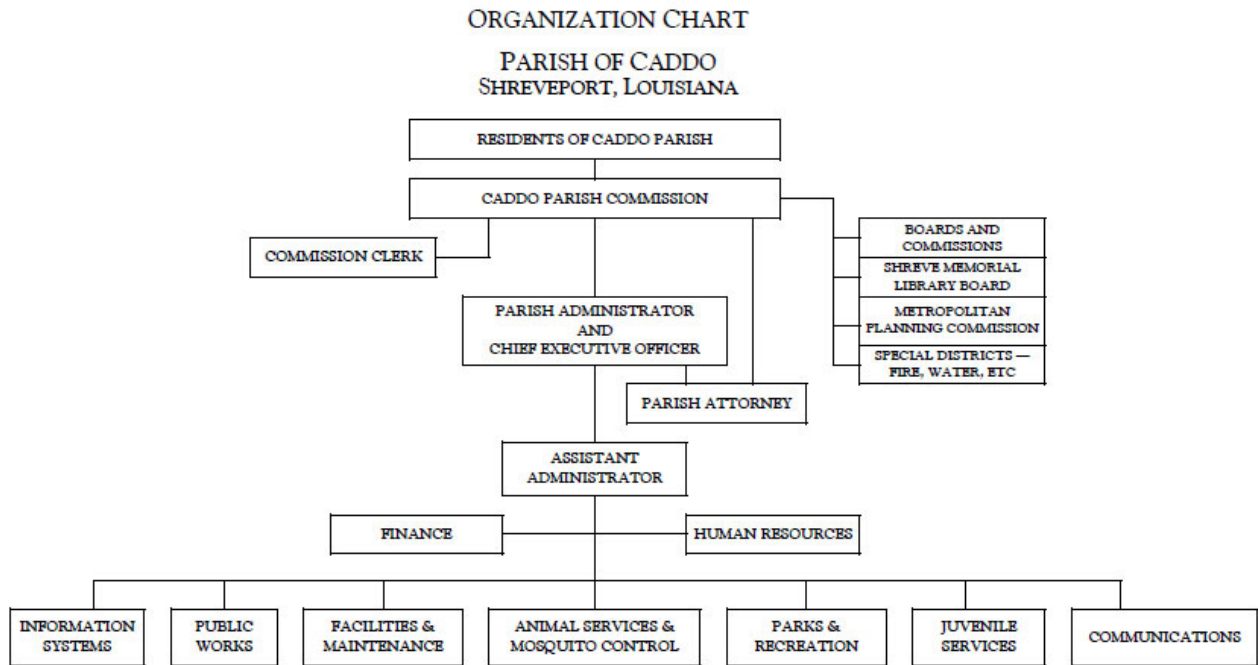 ORGANIZATION CHART
PARISH OF CADDO
SHREVEPORT, LOUISIANA
RESIDENTS OF CADDO PARISH
CADDO PARISH COMMISSION
COMMISSION CLERK
BOARDS AND
COMMISSIONS
SHREVE MEMORIAL
LIBRARY BOARD
METROPOLITAN
PLANNING COMMISSION
SPECIAL DISTRICTS —
FIRE, WATER, ETC
PARISH ADMINISTRATOR
AND
CHIEF EXECUTIVE OFFICER
PARISH ATTORNEY
ASSISTANT
ADMINISTRATOR
FINANCE
HUMAN RESOURCES
INFORMATION
SYSTEMS
PUBLIC
WORKS
FACILITIES &
MAINTENANCE
ANIMAL SERVICES &
MOSQUITO CONTROL
PARKS &
RECREATION
JUVENILE
SERVICES
COMMUNICATIONS